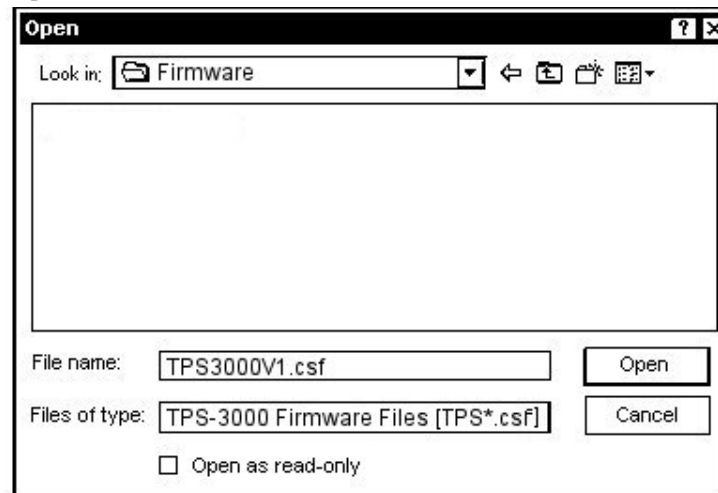 Open
Look in: Firmware
File name: TPS3000V1.csf Open
Files of type: TPS-3000 Firmware Files [TPS*.csf] Cancel
Open as read-only